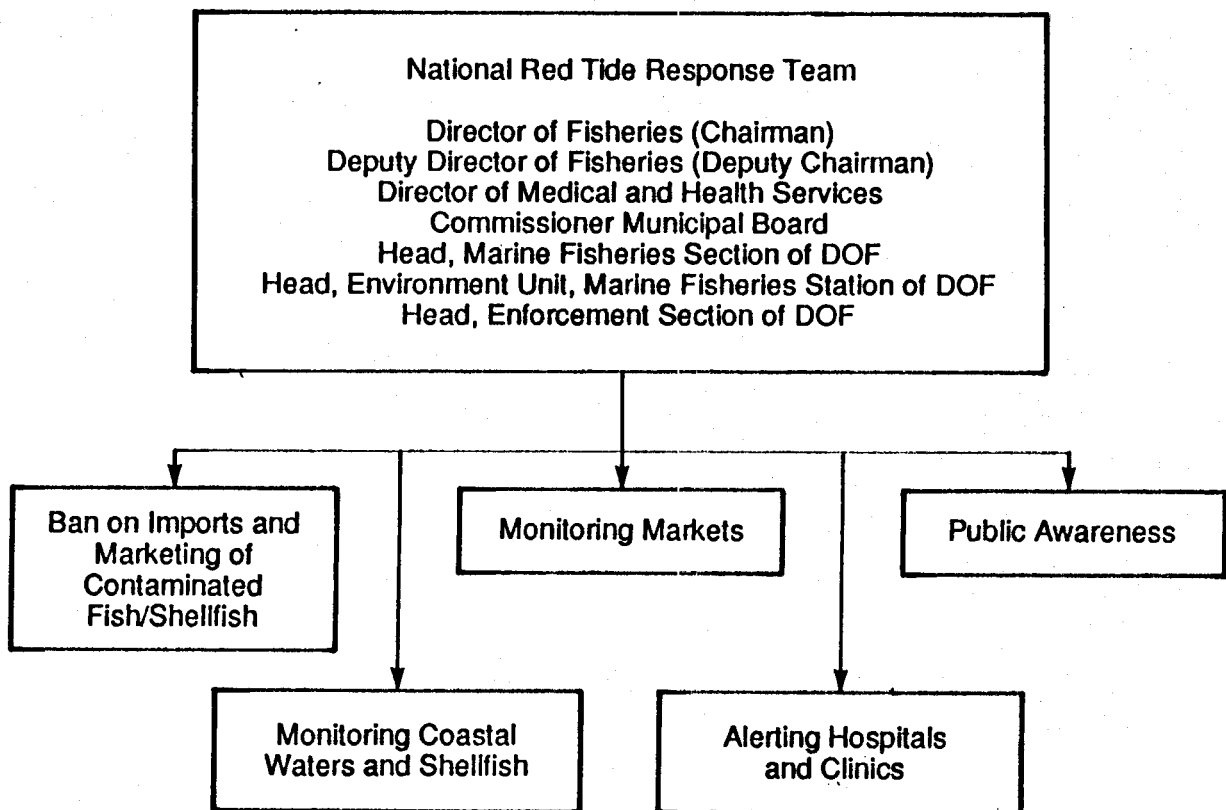 National Red Tide Response Team
Director of Fisheries (Chairman)
Deputy Director of Fisheries (Deputy Chairman)
Director of Medical and Health Services
Commissioner Municipal Board
Head, Marine Fisheries Section of DOF
Head, Environment Unit, Marine Fisheries Station of DOF
Head, Enforcement Section of DOF
Ban on Imports and
Marketing of
Contaminated
Fish/Shellfish
Monitoring Markets
Public Awareness
Monitoring Coastal
Waters and Shellfish
Alerting Hospitals
and Clinics